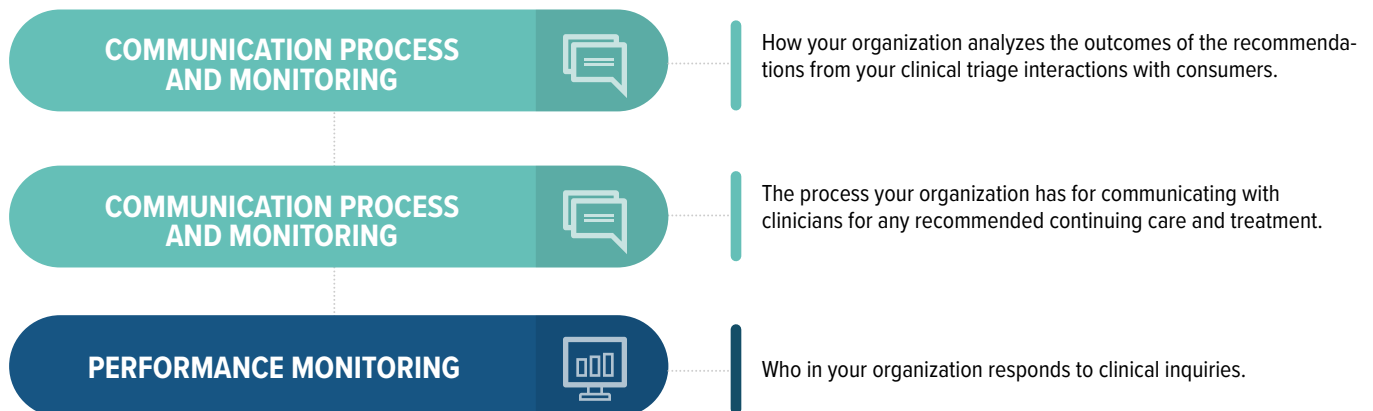 COMMUNICATION PROCESS
AND MONITORING
How your organization analyzes the outcomes of the recommenda-
tions from your clinical triage interactions with consumers.
COMMUNICATION PROCESS
AND MONITORING
The process your organization has for communicating with
clinicians for any recommended continuing care and treatment.
PERFORMANCE MONITORING
Who in your organization responds to clinical inquiries.